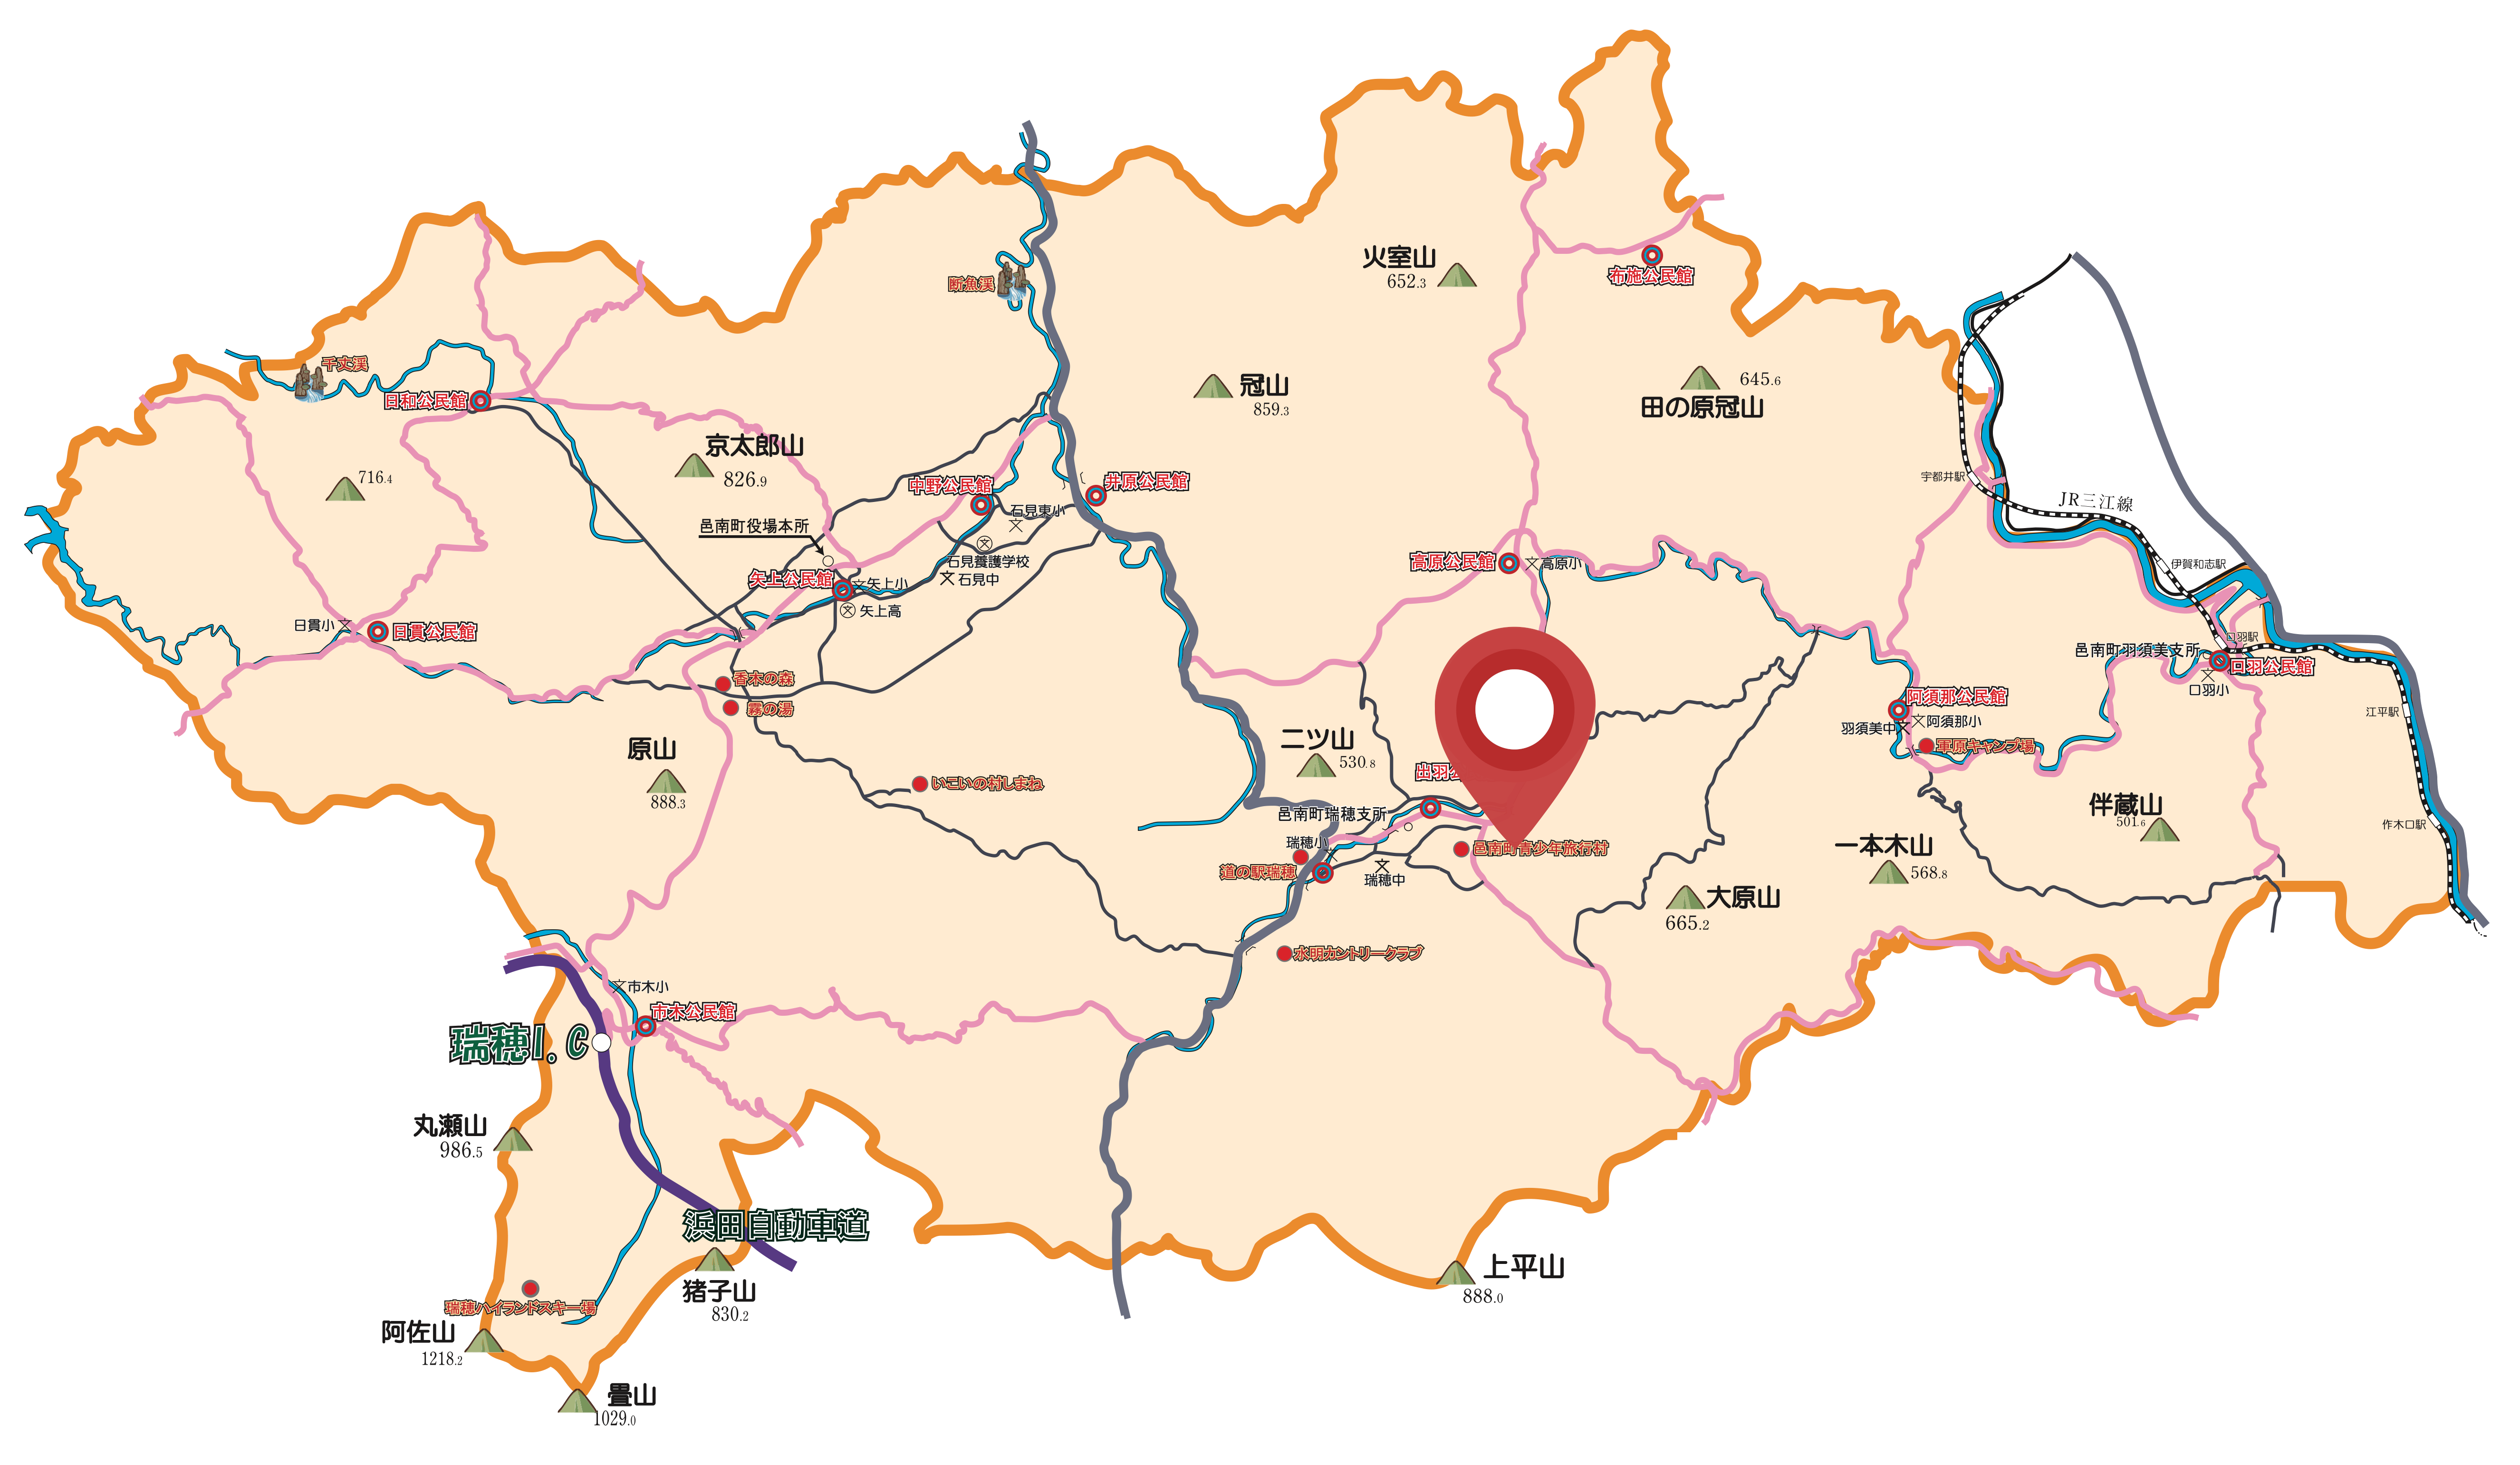 火室山
652.3
布施公民館
断魚渓
千丈渓
日和公民館
冠山
859.3
645.6
田の原冠山
京太郎山
826.9
716.4
中野公民館
井原公民館
石見東小
邑南町役場本所
石見養護学校
石見中
矢上公民館
矢上小
矢上高
宇都井駅
JR三江線
伊賀和志駅
高原公民館
高原小
日貫小
日貫公民館
口羽駅
邑南町羽須美支所
口羽公民館
口羽小
香木の森
霧の湯
阿須那公民館
阿須那小
羽須美中
軍原キャンプ場
江平駅
原山
888.3
いこいの村しまね
二ツ山
530.8
出羽公
邑南町瑞穂支所
瑞穂小
道の駅瑞穂
瑞穂中
邑南町青少年旅行村
伴蔵山
501.6
作木口駅
一本木山
568.8
大原山
665.2
水明カントリークラブ
市木小
市木公民館
瑞穂I.C
丸瀬山
986.5
浜田自動車道
猪子山
830.2
上平山
888.0
瑞穂ハイランドスキー場
阿佐山
1218.2
畳山
1029.0